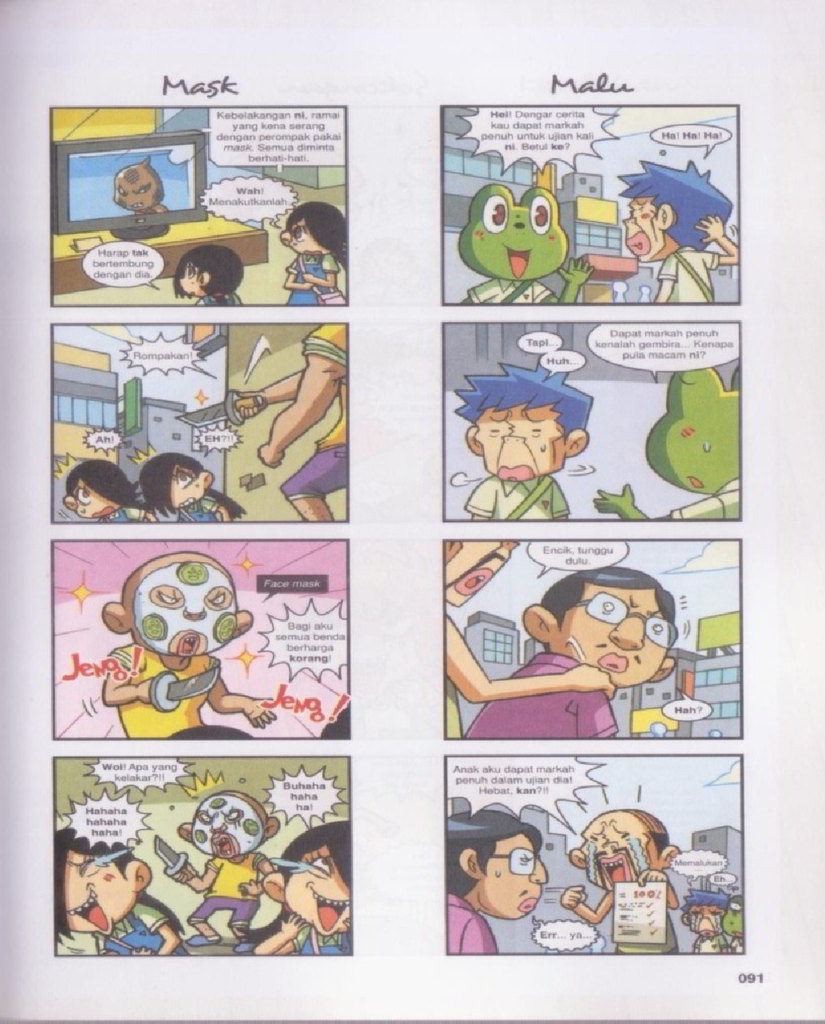 Mask
Kebelakangan ni, ramai
yang kena serang
dengan perompak pakai
mask. Semua diminta
berhati-hati.
Wah!
Menakutkanlah.
Harap tak
bertembung
dengan dia.
Rompakan!
Ah!
EH?!!
Face mask
Bagi aku
semua benda
berharga
korang!
JENG!
JENG!
Woi! Apa yang
kelakar?!!
Hahaha
hahaha
haha!
Buhaha
haha
ha!
Malu
Hei! Dengar cerita
kau dapat markah
penuh untuk ujian kali
ni. Betul ke?
Ha! Ha! Ha!
Tapi...
Huh...
Dapat markah penuh
kenalah gembira... Kenapa
pula macam ni?
Encik, tunggu
dulu.
Hah?
Anak aku dapat markah
penuh dalam ujian dia!
Hebat, kan?!!
Memalukan
Eh...
100%
Err... ya...
091